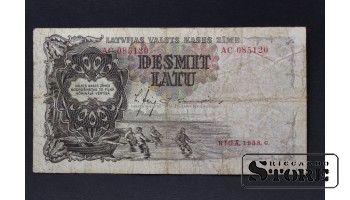 LATVIJAS VALSTS KASES ZĪME
AC 085120 AC 085120
DESMIT
LATU
RĪGĀ, 1938. g.
RICCARDO
STORE